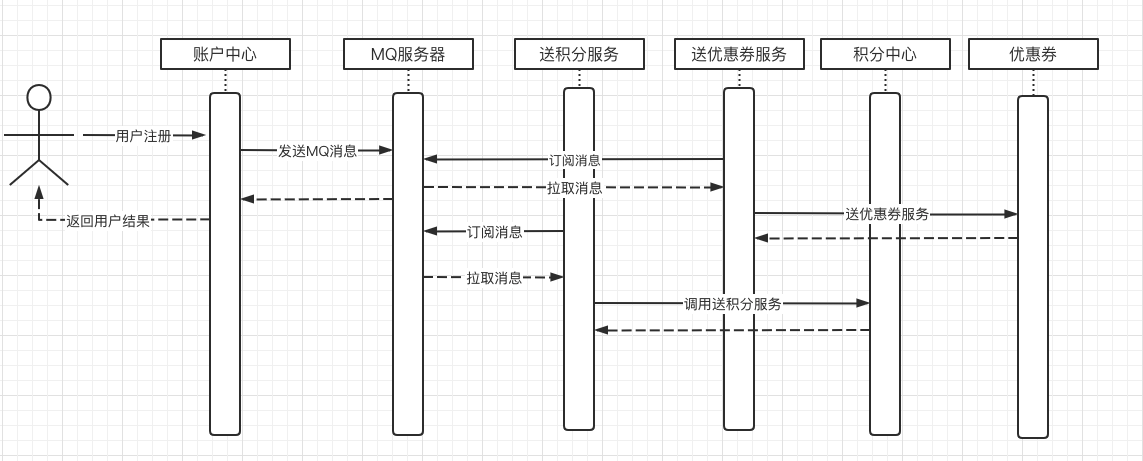 账户中心
MQ服务器
送积分服务
送优惠券服务
积分中心
优惠券
用户注册
发送MQ消息
订阅消息
拉取消息
返回用户结果
送优惠券服务
订阅消息
拉取消息
调用送积分服务